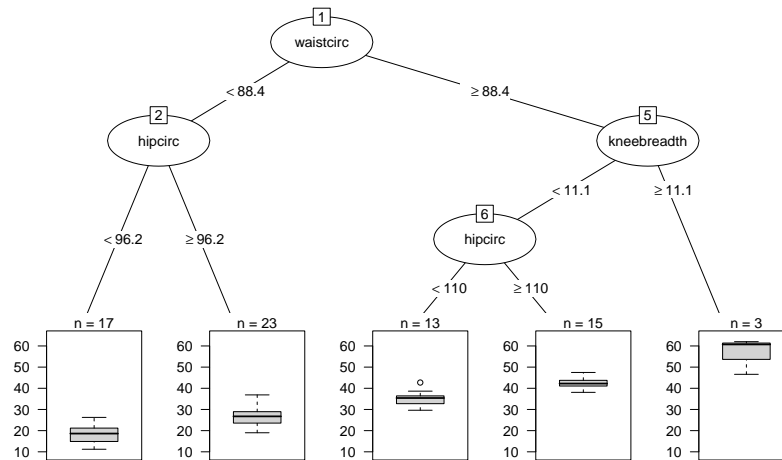 1
waistcirc
< 88.4
≥ 88.4
2
hipcirc
5
kneebreadth
< 96.2
≥ 96.2
< 11.1
≥ 11.1
6
hipcirc
< 110
≥ 110
n = 17
n = 23
n = 13
n = 15
n = 3
60 60 60 60 60
50 50 50 50 50
40 40 40 40 40
30 30 30 30 30
20 20 20 20 20
10 10 10 10 10